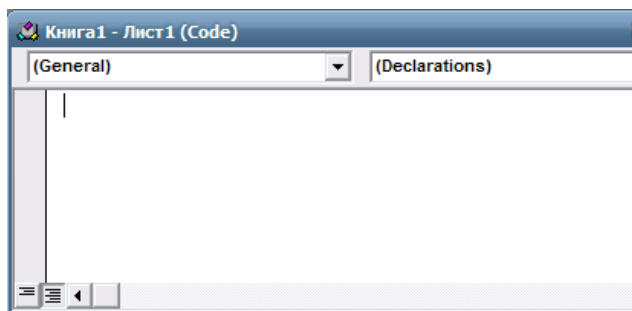 Книга1 - Лист1 (Code)
(General)
(Declarations)